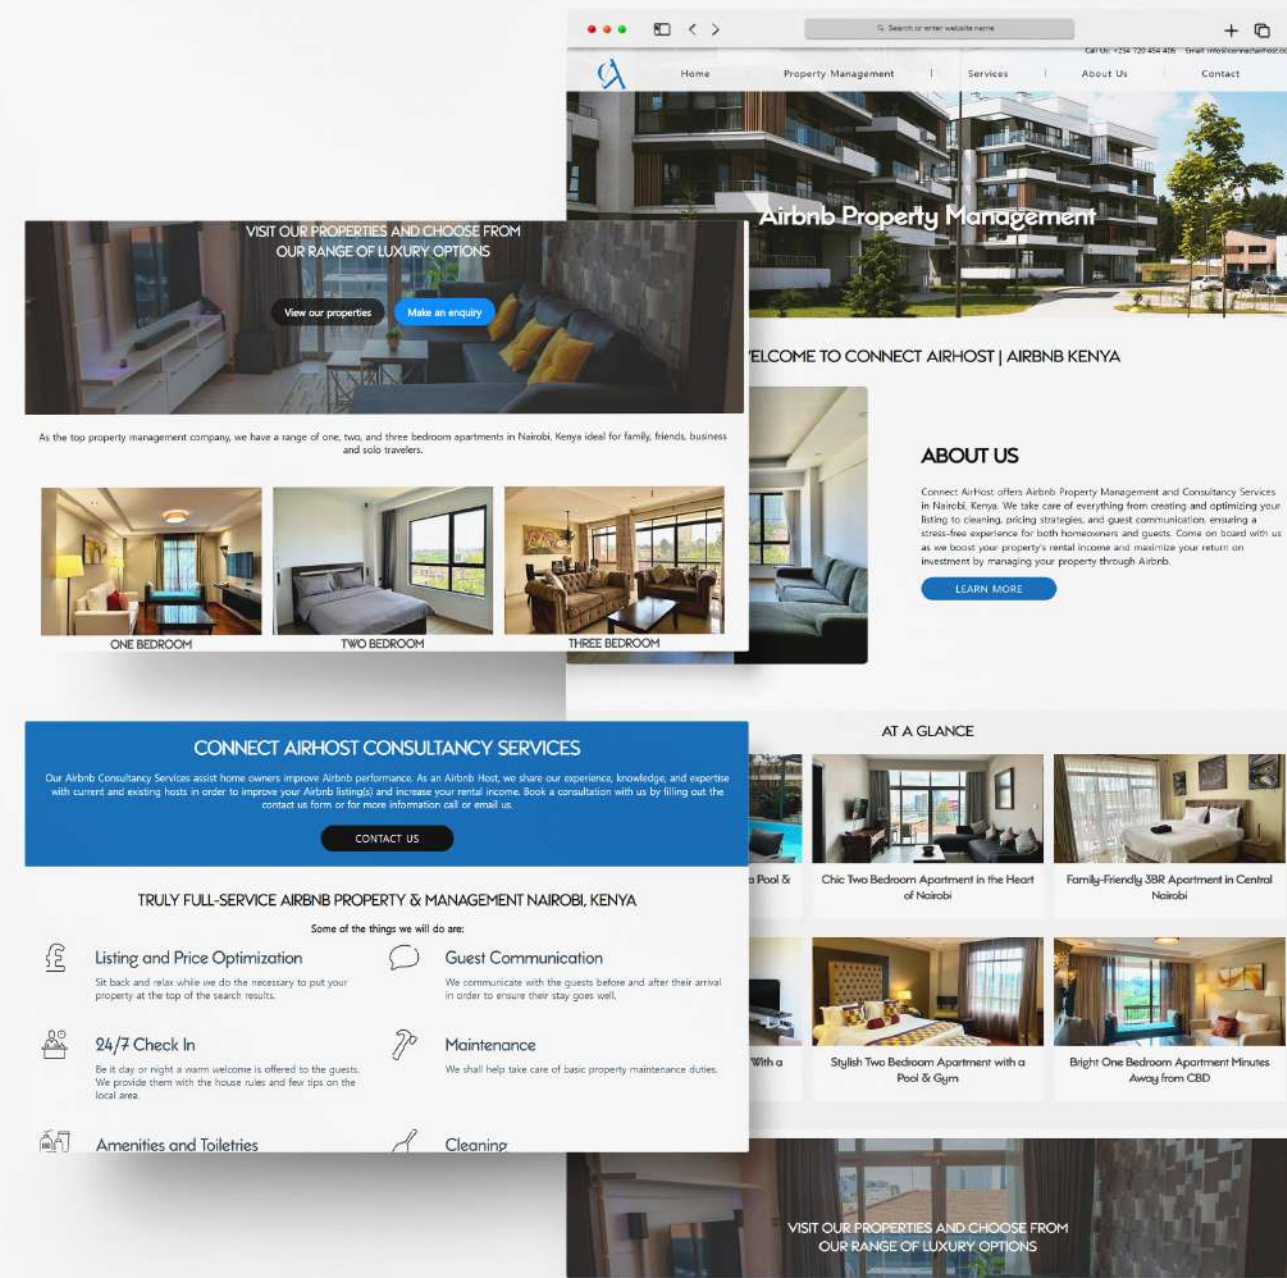 Search or enter website name
Call Us: +254 720 454 406
Home
Property Management
Services
About Us
Contact
Airbnb Property Management
VISIT OUR PROPERTIES AND CHOOSE FROM
OUR RANGE OF LUXURY OPTIONS
View our properties
Make an enquiry
As the top property management company, we have a range of one, two, and three bedroom apartments in Nairobi, Kenya ideal for family, friends, business
and solo travelers.
ONE BEDROOM
TWO BEDROOM
THREE BEDROOM
ELCOME TO CONNECT AIRHOST | AIRBNB KENYA
ABOUT US
Connect AirHost offers Airbnb Property Management and Consultancy Services
in Nairobi, Kenya. We take care of everything from creating and optimizing your
listing to cleaning, pricing strategies, and guest communication, ensuring a
stress-free experience for both homeowners and guests. Come on board with us
as we boost your property's rental income and maximize your return on
investment by managing your property through Airbnb.
LEARN MORE
CONNECT AIRHOST CONSULTANCY SERVICES
Our Airbnb Consultancy Services assist home owners improve Airbnb performance. As an Airbnb Host, we share our experience, knowledge, and expertise
with current and existing hosts in order to improve your Airbnb listing(s) and increase your rental income. Book a consultation with us by filling out the
contact us form or for more information call or email us.
CONTACT US
TRULY FULL-SERVICE AIRBNB PROPERTY & MANAGEMENT NAIROBI, KENYA
Some of the things we will do are:
Listing and Price Optimization
Sit back and relax while we do the necessary to put your
property at the top of the search results.
Guest Communication
We communicate with the guests before and after their arrival
in order to ensure their stay goes well.
24/7 Check In
Be it day or night a warm welcome is offered to the guests.
We provide them with the house rules and few tips on the
local area.
Maintenance
We shall help take care of basic property maintenance duties.
Amenities and Toiletries
Cleaning
AT A GLANCE
a Pool &
Chic Two Bedroom Apartment in the Heart
of Nairobi
Family-Friendly 3BR Apartment in Central
Nairobi
With a
Stylish Two Bedroom Apartment with a
Pool & Gym
Bright One Bedroom Apartment Minutes
Away from CBD
VISIT OUR PROPERTIES AND CHOOSE FROM
OUR RANGE OF LUXURY OPTIONS